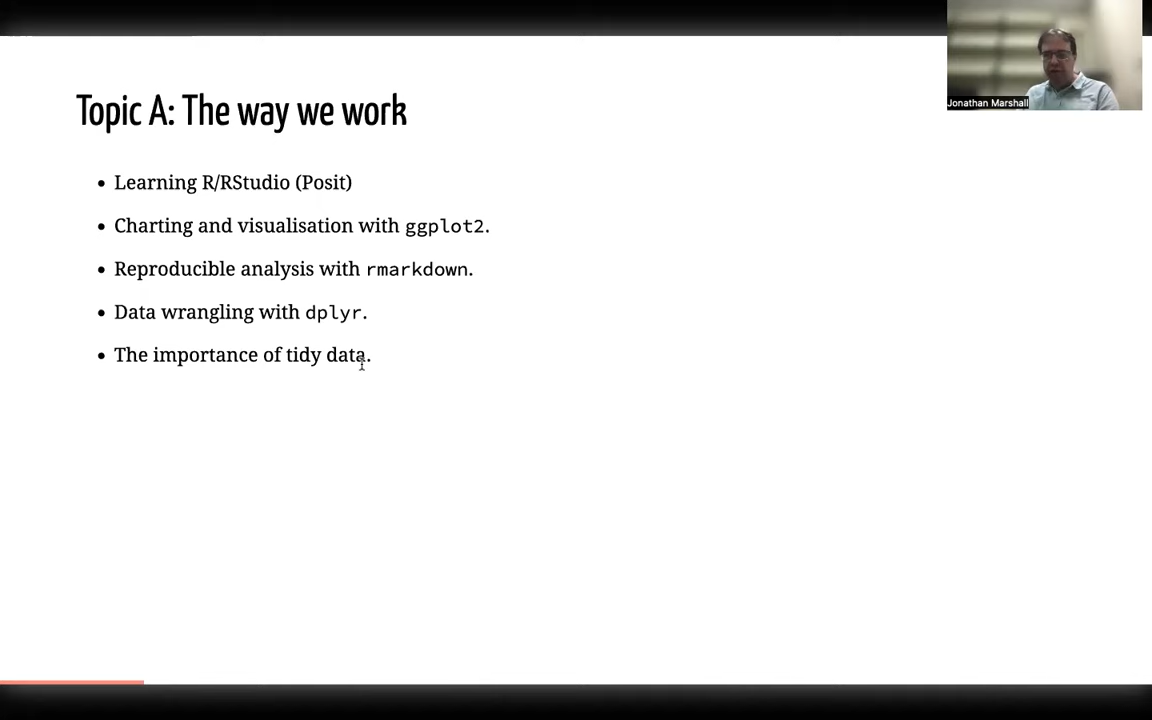 Jonathan Marshall
Topic A: The way we work
• Learning R/RStudio (Posit)
• Charting and visualisation with ggplot2.
• Reproducible analysis with rmarkdown.
• Data wrangling with dplyr.
• The importance of tidy data.